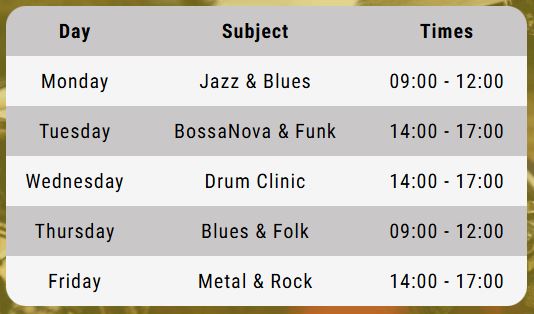 Day Subject Times
Monday Jazz & Blues 09:00 - 12:00
Tuesday BossaNova & Funk 14:00 - 17:00
Wednesday Drum Clinic 14:00 - 17:00
Thursday Blues & Folk 09:00 - 12:00
Friday Metal & Rock 14:00 - 17:00